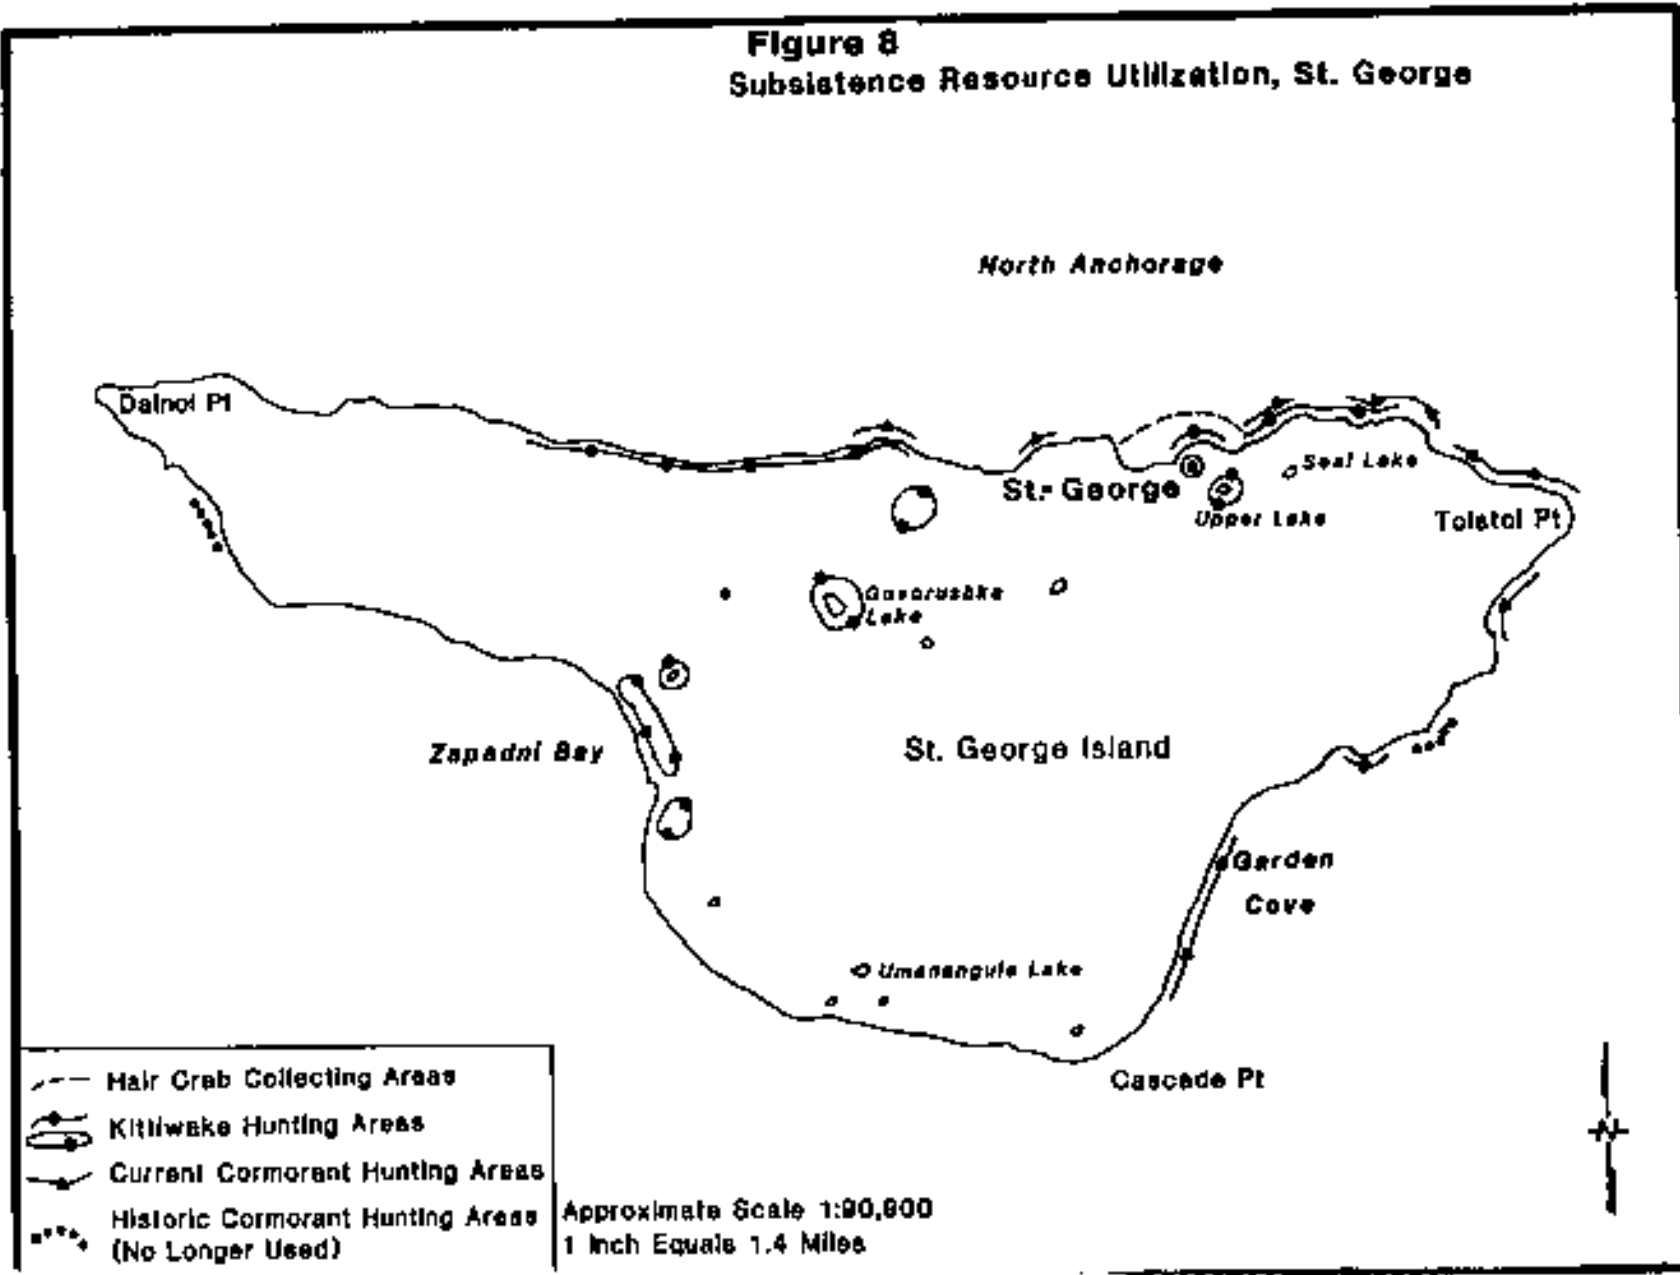 Figure 8
Subsistence Resource Utilization, St. George
North Anchorage
Dalnoi Pt
St. George
Seal Lake
Upper Lake
Tolstoi Pt
Lake
Zapadni Bay
St. George Island
Garden
Cove
Umanangula Lake
Cascade Pt
N
Hair Crab Collecting Areas
Kittiwake Hunting Areas
Current Cormorant Hunting Areas
Historic Cormorant Hunting Areas
(No Longer Used)
Approximate Scale 1:90,900
1 Inch Equals 1.4 Miles